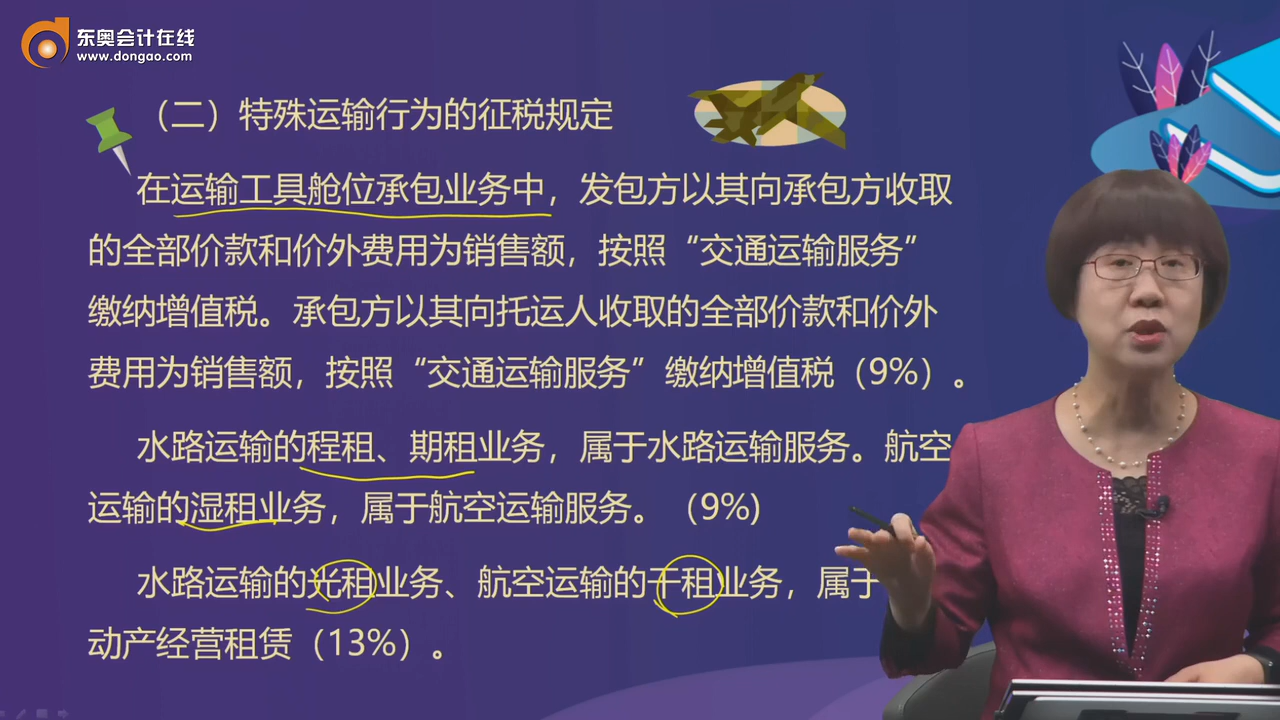 东奥会计在线
www.dongao.com
（二）特殊运输行为的征税规定
在运输工具舱位承包业务中，发包方以其向承包方收取
的全部价款和价外费用为销售额，按照“交通运输服务”
缴纳增值税。承包方以其向托运人收取的全部价款和价外
费用为销售额，按照“交通运输服务”缴纳增值税（9%）。
水路运输的程租、期租业务，属于水路运输服务。航空
运输的湿租业务，属于航空运输服务。（9%)
水路运输的光租业务、航空运输的干租业务，属于
动产经营租赁（13%）。